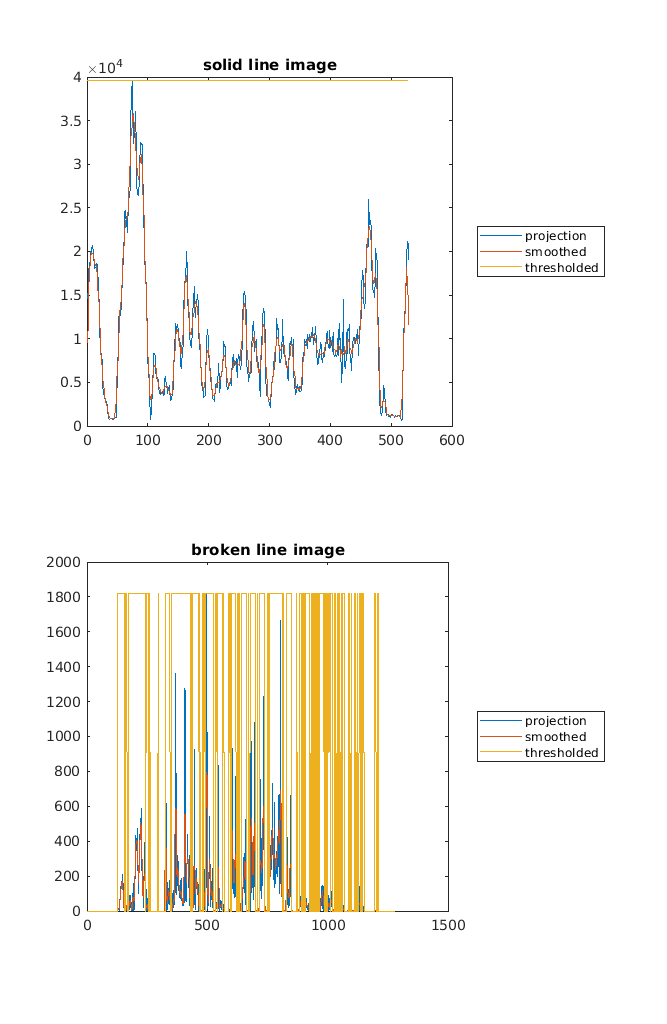 solid line image
×10⁴
4
3.5
3
2.5
2
1.5
1
0.5
0
0 100 200 300 400 500 600
projection
smoothed
thresholded
broken line image
2000
1800
1600
1400
1200
1000
800
600
400
200
0
0 500 1000 1500
projection
smoothed
thresholded